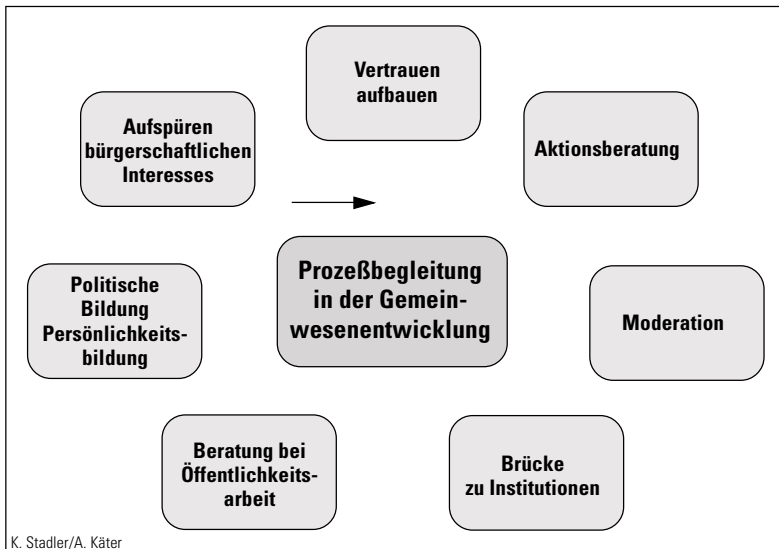 Vertrauen
aufbauen
Aufspüren
bürgerschaftlichen
Interesses
Aktionsberatung
Prozeßbegleitung
in der Gemein-
wesenentwicklung
Politische
Bildung
Persönlichkeits-
bildung
Moderation
Beratung bei
Öffentlichkeits-
arbeit
Brücke
zu Institutionen
K. Stadler/A. Käter